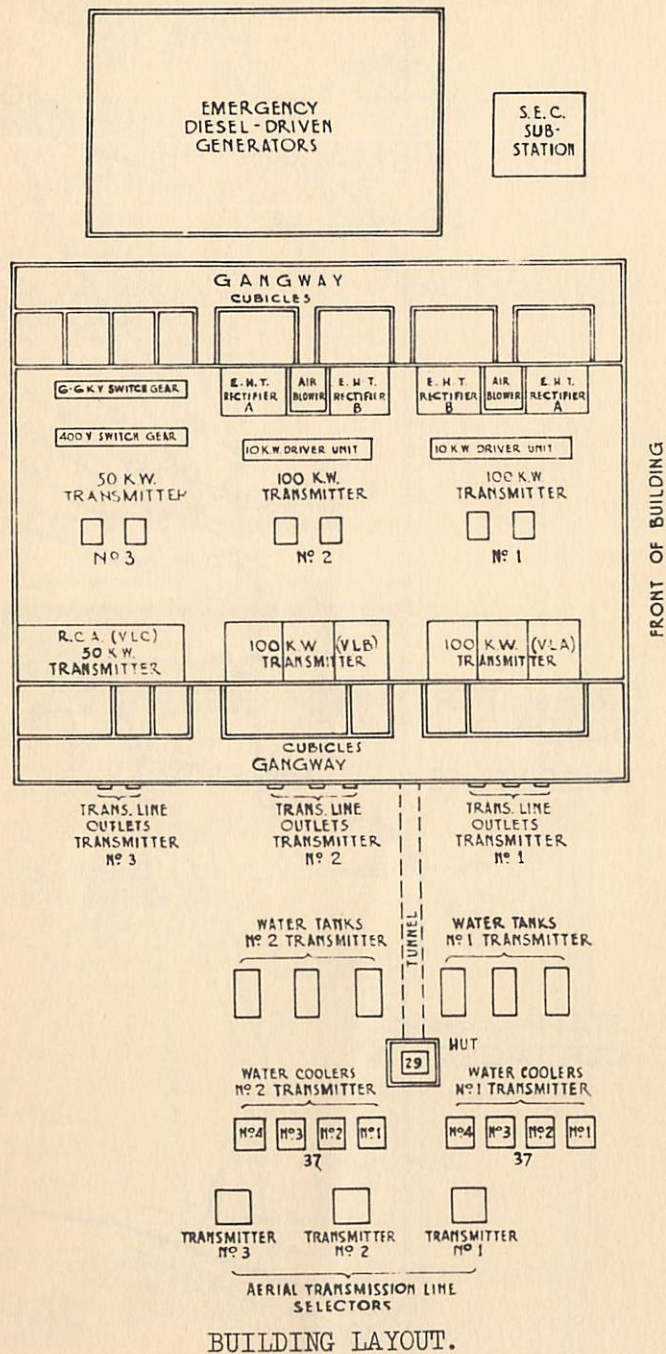 EMERGENCY
DIESEL-DRIVEN
GENERATORS
S.E.C.
SUB-
STATION
GANGWAY
CUBICLES
6-6 K V SWITCH GEAR
E.H.T.
RECTIFIER
A
AIR
BLOWER
E.H.T.
RECTIFIER
B
E.H.T.
RECTIFIER
B
AIR
BLOWER
E.H.T.
RECTIFIER
A
400 V SWITCH GEAR
10 K.W. DRIVER UNIT
10 K.W. DRIVER UNIT
50 K.W.
TRANSMITTER
Nº 3
100 K.W.
TRANSMITTER
Nº 2
100 K.W.
TRANSMITTER
Nº 1
FRONT OF BUILDING
R.C.A. (VLC)
50 K.W.
TRANSMITTER
100 K W (VLB)
TRANSMITTER
100 K.W. (VLA)
TRANSMITTER
CUBICLES
GANGWAY
TRANS. LINE
OUTLETS
TRANSMITTER
Nº 3
TRANS. LINE
OUTLETS
TRANSMITTER
Nº 2
TRANS. LINE
OUTLETS
TRANSMITTER
Nº 1
TUNNEL
WATER TANKS
Nº 2 TRANSMITTER
WATER TANKS
Nº 1 TRANSMITTER
HUT
29
WATER COOLERS
Nº 2 TRANSMITTER
Nº4 Nº3 Nº2 Nº1
37
WATER COOLERS
Nº 1 TRANSMITTER
Nº4 Nº3 Nº2 Nº1
37
TRANSMITTER
Nº 3
TRANSMITTER
Nº 2
TRANSMITTER
Nº 1
AERIAL TRANSMISSION LINE
SELECTORS
BUILDING LAYOUT.